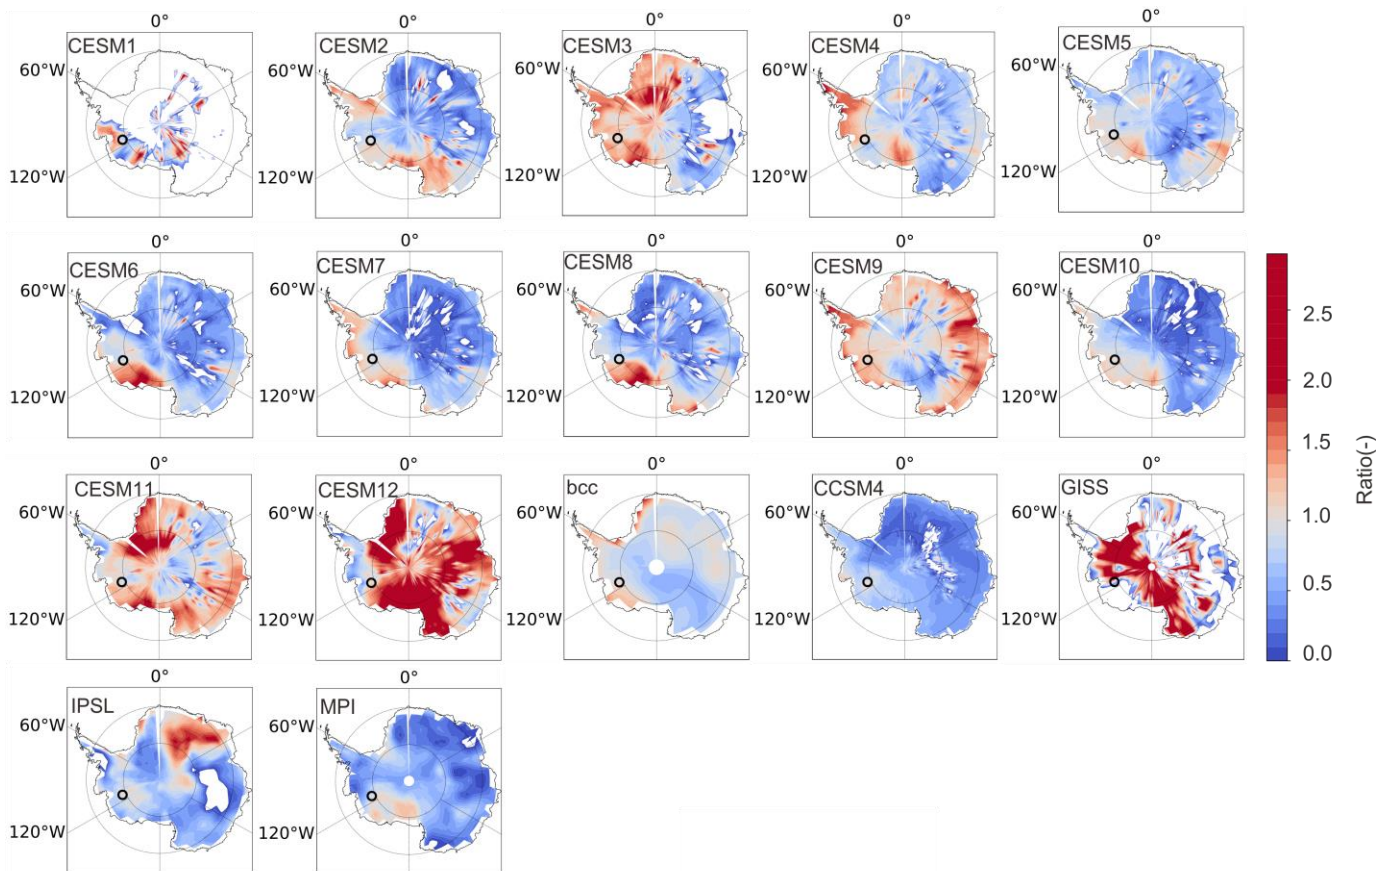 0° 0° 0° 0° 0°
CESM1 CESM2 CESM3 CESM4 CESM5
60°W 60°W 60°W 60°W 60°W
120°W 120°W 120°W 120°W 120°W
0° 0° 0° 0° 0°
CESM6 CESM7 CESM8 CESM9 CESM10
60°W 60°W 60°W 60°W 60°W
120°W 120°W 120°W 120°W 120°W
0° 0° 0° 0° 0°
CESM11 CESM12 bcc CCSM4 GISS
60°W 60°W 60°W 60°W 60°W
120°W 120°W 120°W 120°W 120°W
0° 0°
IPSL MPI
60°W 60°W
120°W 120°W
2.5
2.0
1.5
1.0
0.5
0.0
Ratio(-)